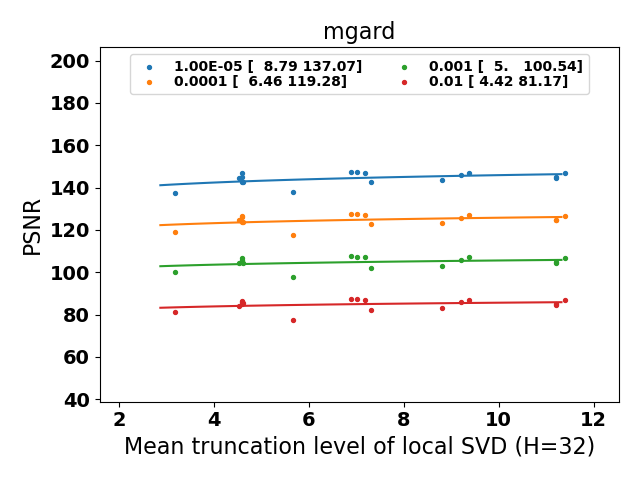 mgard
1.00E-05 [  8.79 137.07]
0.0001 [  6.46 119.28]
0.001 [  5.   100.54]
0.01 [ 4.42 81.17]
200
180
160
140
120
100
80
60
40
PSNR
2 4 6 8 10 12
Mean truncation level of local SVD (H=32)